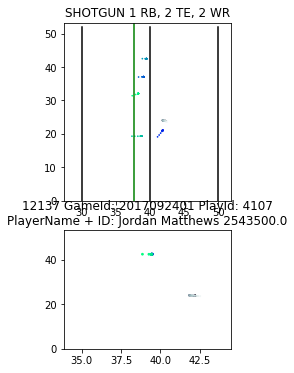 SHOTGUN 1 RB, 2 TE, 2 WR
50
40
30
20
10
0
30 35 40 45 50
12137 GameId: 2017092401 PlayId: 4107
PlayerName + ID: Jordan Matthews 2543500.0
40
20
0
35.0 37.5 40.0 42.5